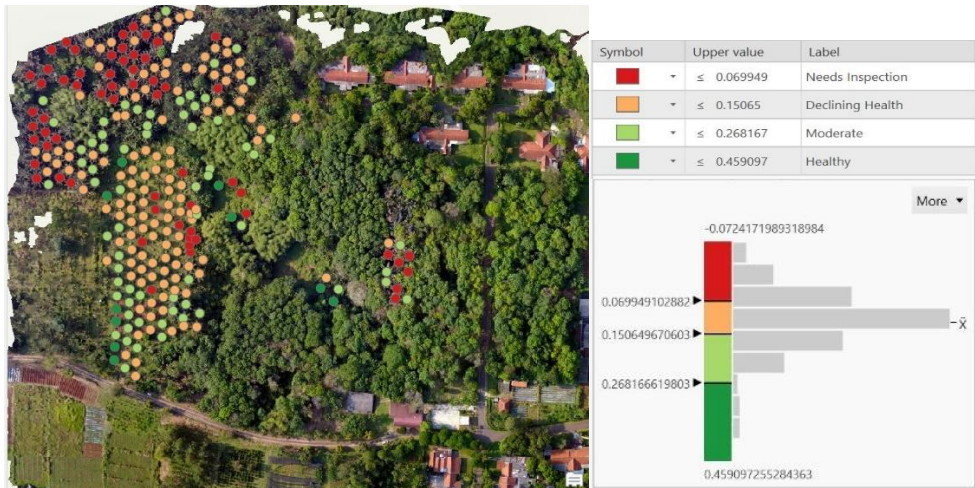 Symbol Upper value Label
≤ 0.069949 Needs Inspection
≤ 0.15065 Declining Health
≤ 0.268167 Moderate
≤ 0.459097 Healthy
More
-0.0724171989318984
0.069949102882
x̄
0.150649670603
0.268166619803
0.459097255284363